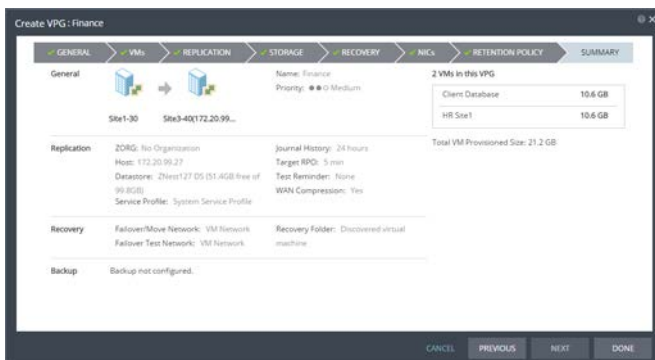 Create VPG : Finance
GENERAL
VMs
REPLICATION
STORAGE
RECOVERY
NICs
RETENTION POLICY
SUMMARY
General
Site1-30
Site3-40(172.20.99...
Name: Finance
Priority: Medium
2 VMs in this VPG
Client Database 10.6 GB
HR Site1 10.6 GB
Total VM Provisioned Size: 21.2 GB
Replication
ZORG: No Organization
Host: 172.20.99.27
Datastore: ZNest127 DS (51.4GB free of
99.8GB)
Service Profile: System Service Profile
Journal History: 24 hours
Target RPO: 5 min
Test Reminder: None
WAN Compression: Yes
Recovery
Failover/Move Network: VM Network
Failover Test Network: VM Network
Recovery Folder: Discovered virtual
machine
Backup
Backup not configured.
CANCEL
PREVIOUS
NEXT
DONE